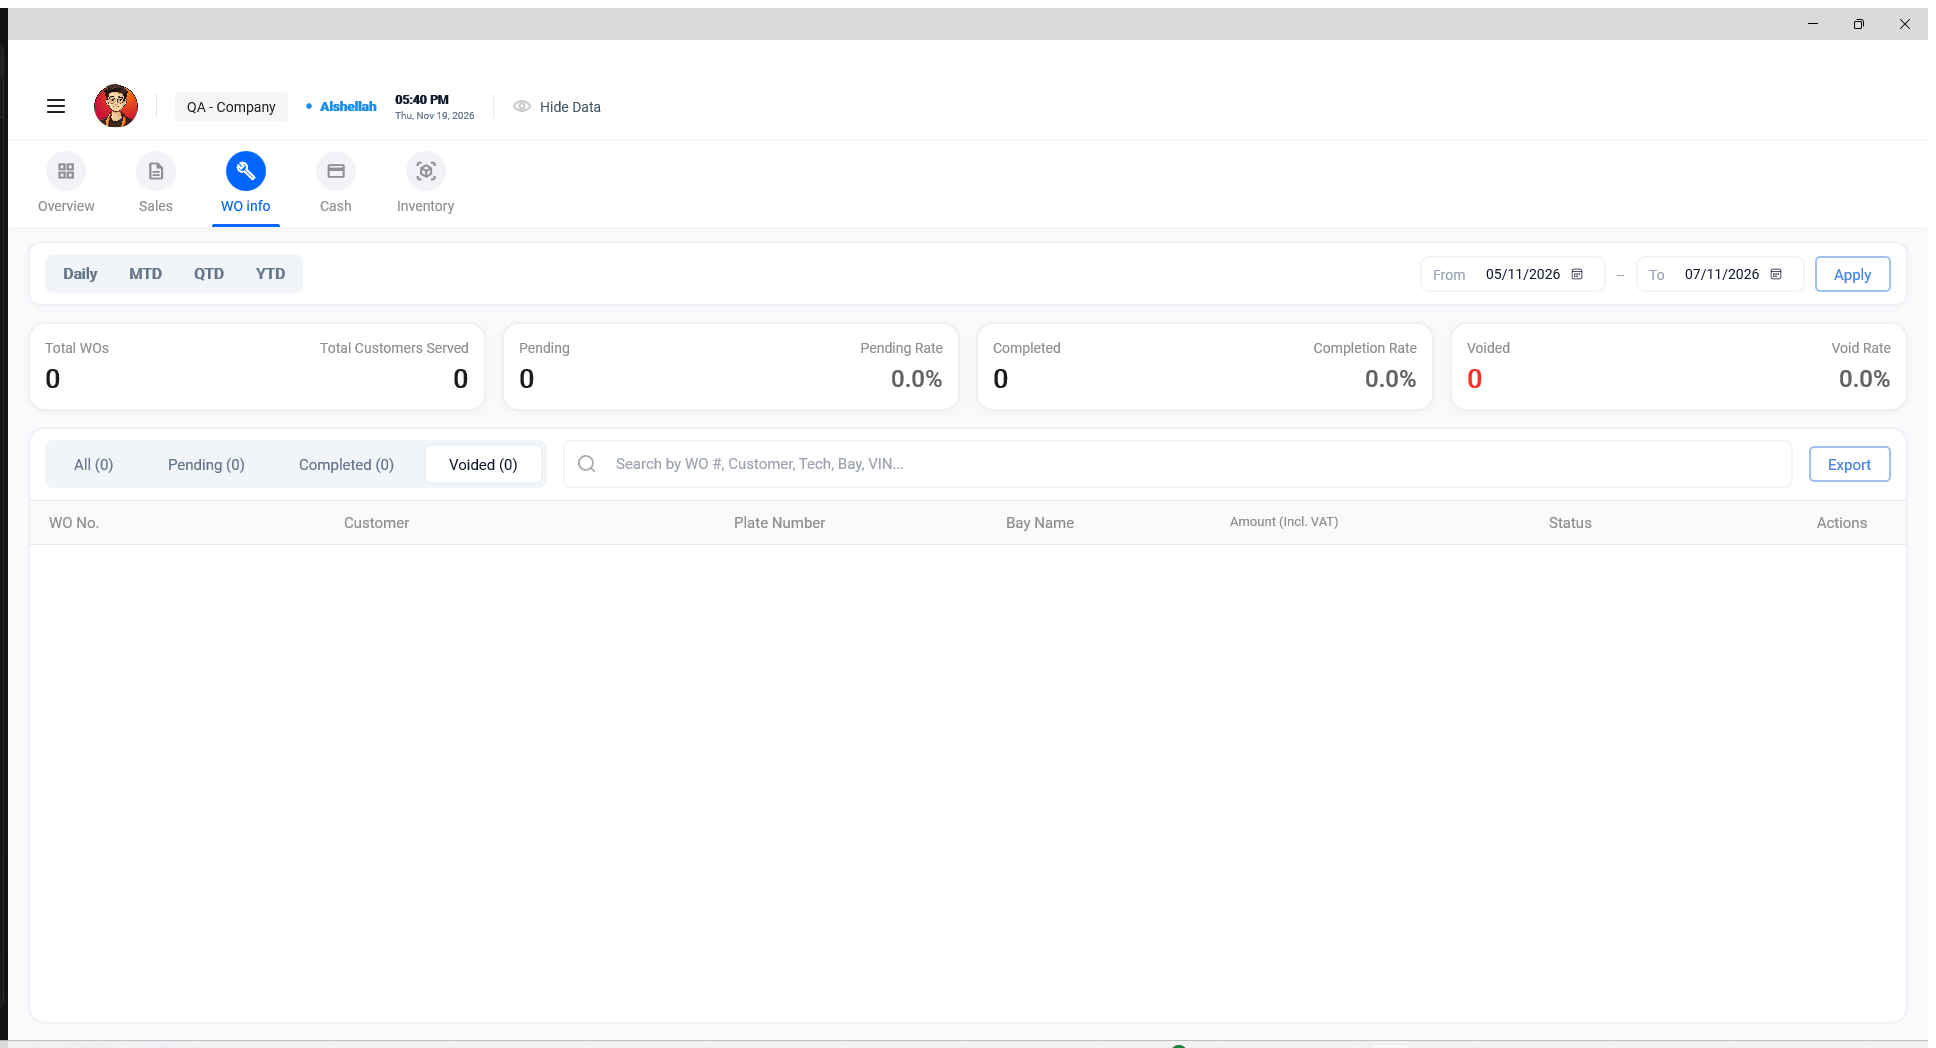 QA - Company
• Alshellah
05:40 PM
Thu, Nov 19, 2026
Hide Data
Overview
Sales
WO info
Cash
Inventory
Daily MTD QTD YTD
From 05/11/2026 – To 07/11/2026 Apply
Total WOs Total Customers Served
0 0
Pending Pending Rate
0 0.0%
Completed Completion Rate
0 0.0%
Voided Void Rate
0 0.0%
All (0) Pending (0) Completed (0) Voided (0)
Search by WO #, Customer, Tech, Bay, VIN...
Export
WO No. Customer Plate Number Bay Name Amount (Incl. VAT) Status Actions